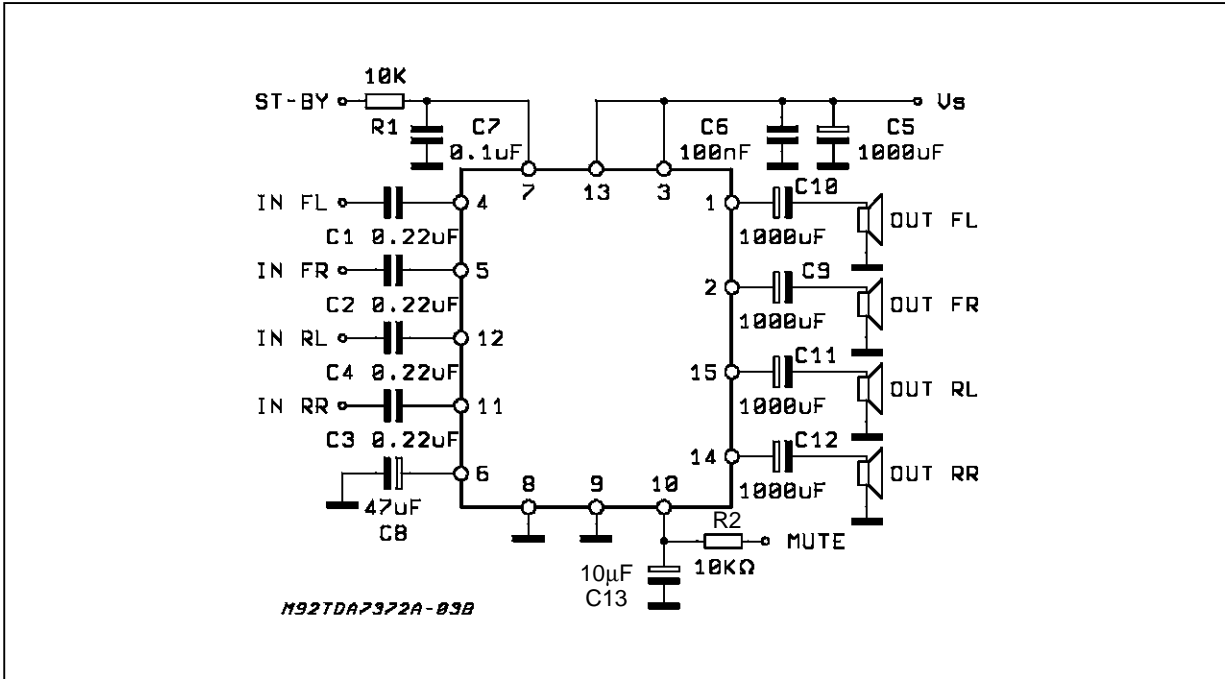 10K
ST-BY
R1
C7
0.1uF
Vs
C6
100nF
C5
1000uF
7
13
3
IN FL
4
C1 0.22uF
IN FR
5
C2 0.22uF
IN RL
12
C4 0.22uF
IN RR
11
C3 0.22uF
6
47uF
C8
8
9
10
1
C10
1000uF
OUT FL
2
C9
1000uF
OUT FR
15
C11
1000uF
OUT RL
14
C12
1000uF
OUT RR
R2
MUTE
10KΩ
10µF
C13
M92TDA7372A-03B